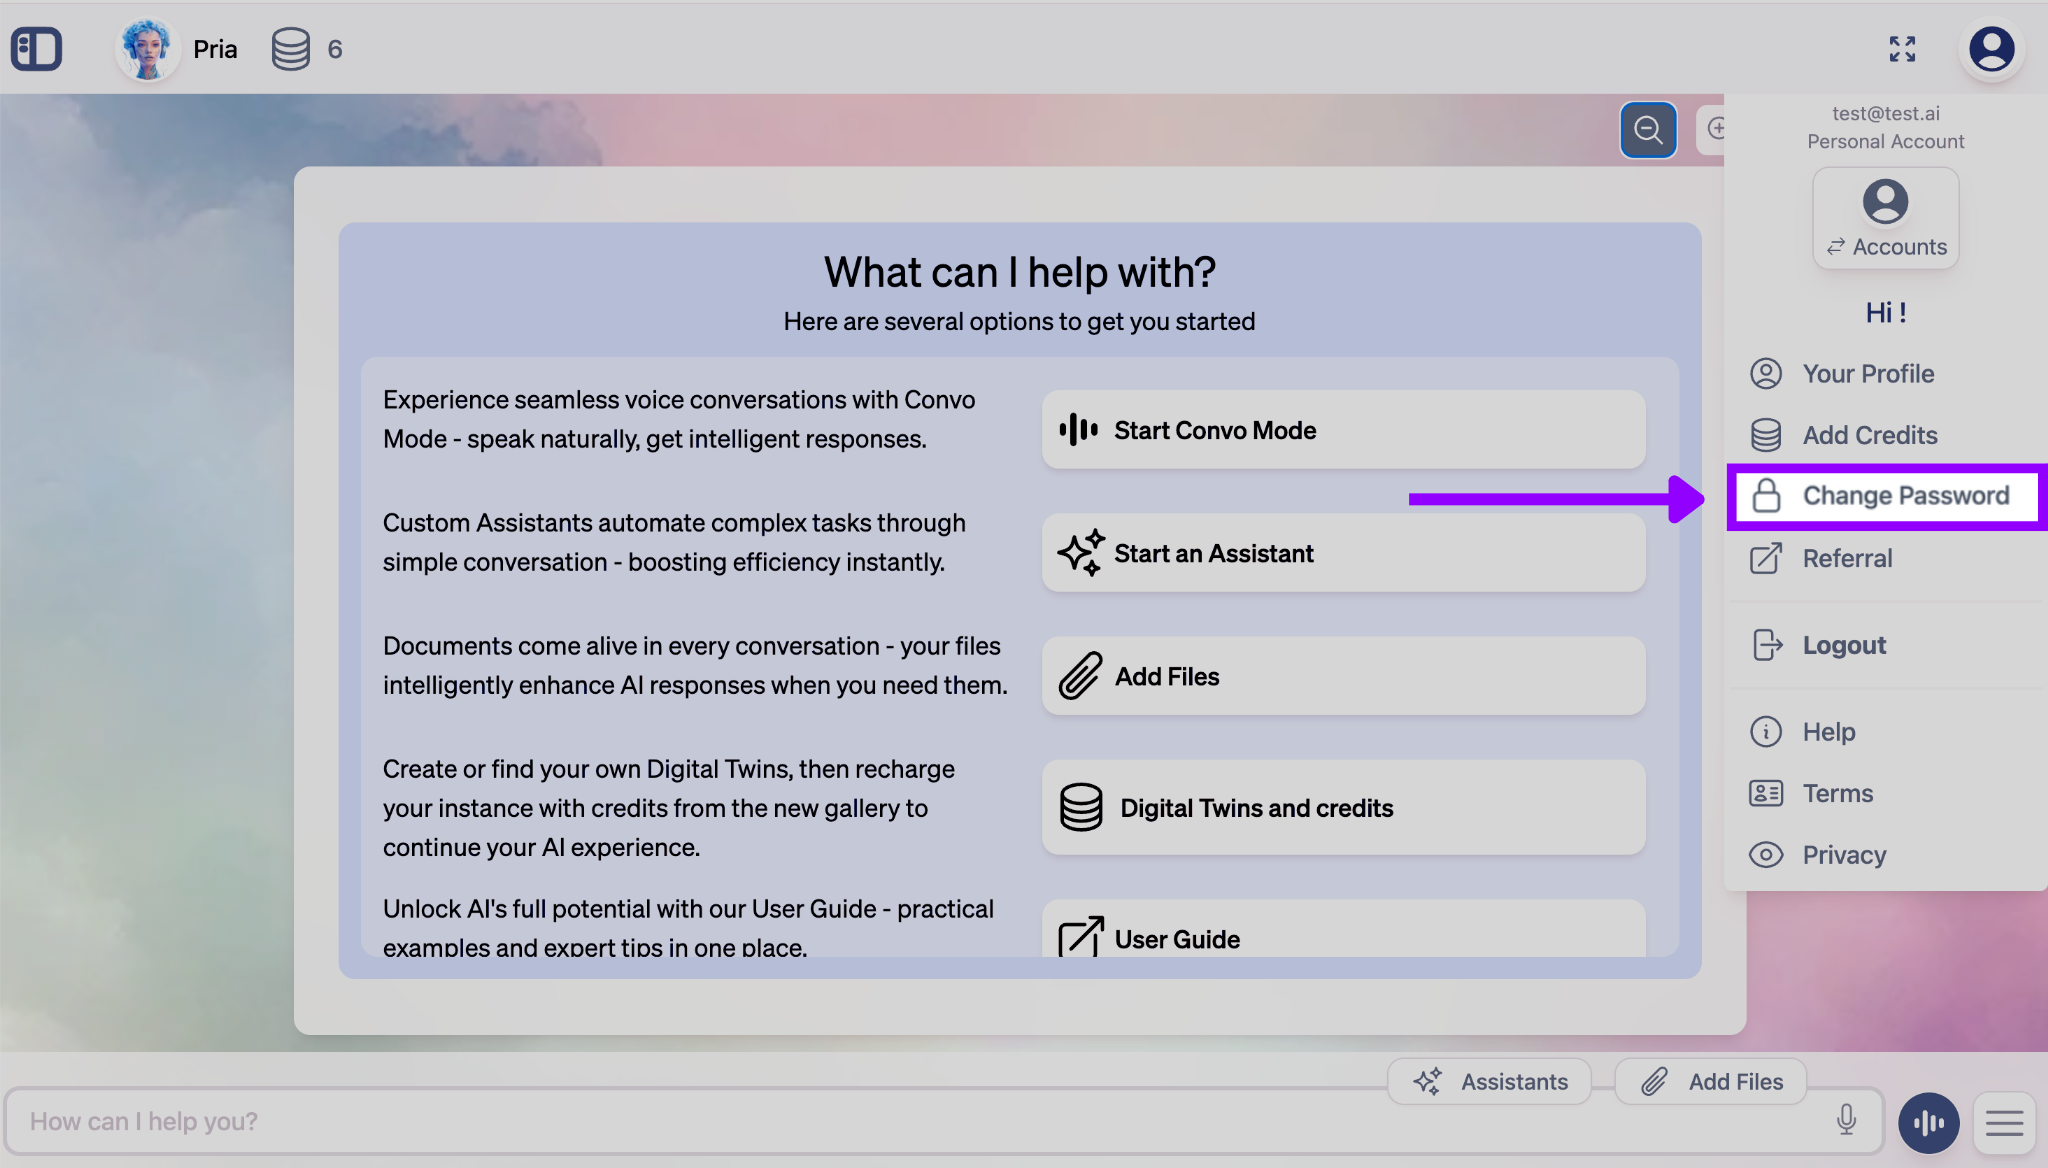 Pria
6
test@test.ai
Personal Account
Accounts
Hi !
Your Profile
Add Credits
Change Password
Referral
Logout
Help
Terms
Privacy
What can I help with?
Here are several options to get you started
Experience seamless voice conversations with Convo
Mode - speak naturally, get intelligent responses.
Start Convo Mode
Custom Assistants automate complex tasks through
simple conversation - boosting efficiency instantly.
Start an Assistant
Documents come alive in every conversation - your files
intelligently enhance AI responses when you need them.
Add Files
Create or find your own Digital Twins, then recharge
your instance with credits from the new gallery to
continue your AI experience.
Digital Twins and credits
Unlock AI's full potential with our User Guide - practical
examples and expert tips in one place.
User Guide
Assistants
Add Files
How can I help you?